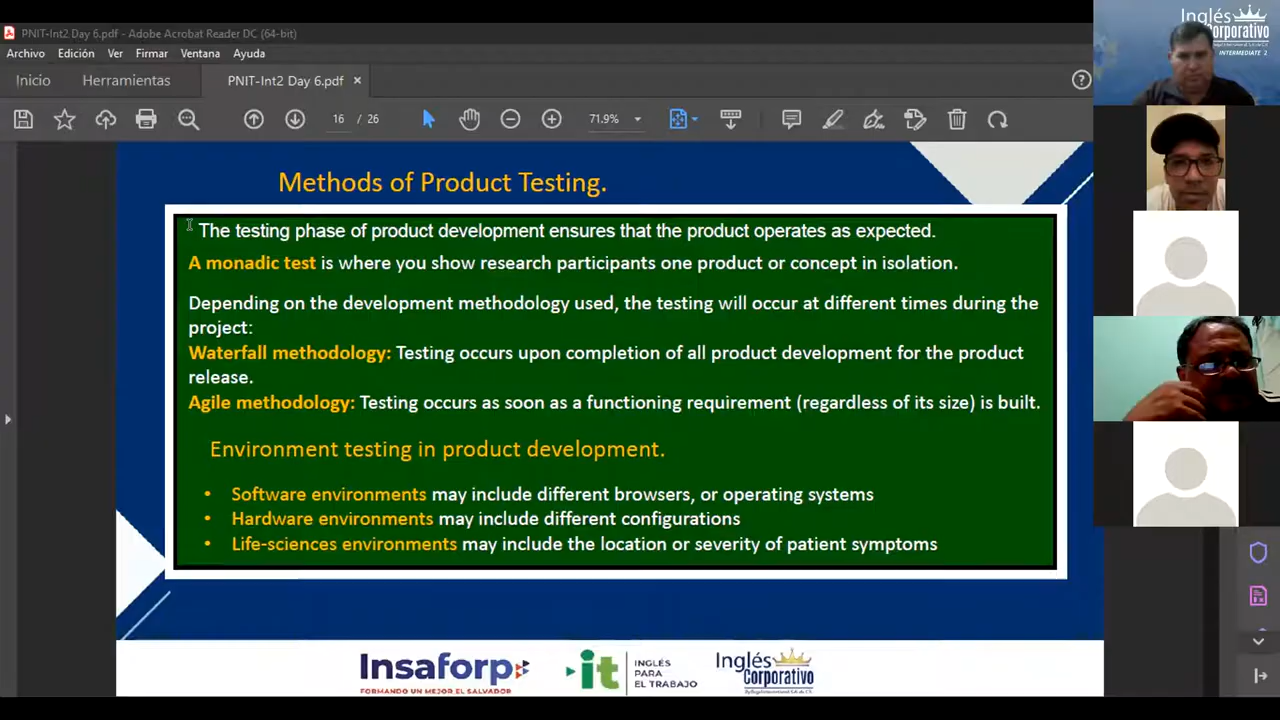 PNIT-Int2 Day 6.pdf - Adobe Acrobat Reader DC (64-bit)
Archivo Edición Ver Firmar Ventana Ayuda
Inicio Herramientas PNIT-Int2 Day 6.pdf ×
16 / 26 71.9%
Methods of Product Testing.
The testing phase of product development ensures that the product operates as expected.
A monadic test is where you show research participants one product or concept in isolation.
Depending on the development methodology used, the testing will occur at different times during the
project:
Waterfall methodology: Testing occurs upon completion of all product development for the product
release.
Agile methodology: Testing occurs as soon as a functioning requirement (regardless of its size) is built.
Environment testing in product development.
• Software environments may include different browsers, or operating systems
• Hardware environments may include different configurations
• Life-sciences environments may include the location or severity of patient symptoms
Insaforp
FORMANDO UN MEJOR EL SALVADOR
it
INGLÉS
PARA
EL TRABAJO
Inglés
Corporativo
Inglés
Corporativo
INTERMEDIATE 2